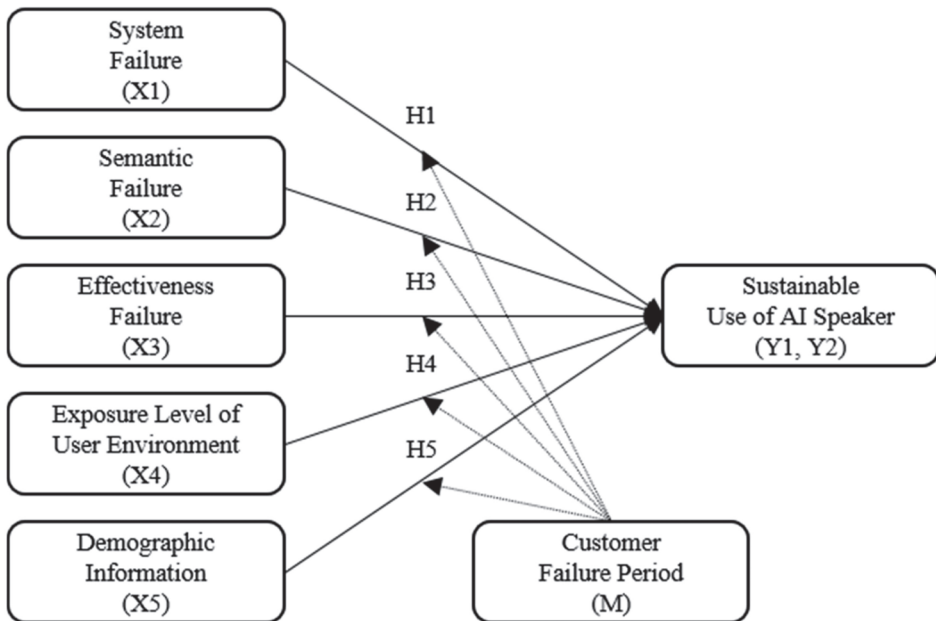 System
Failure
(X1)
H1
Semantic
Failure
(X2)
H2
Effectiveness
Failure
(X3)
H3
Sustainable
Use of AI Speaker
(Y1, Y2)
Exposure Level of
User Environment
(X4)
H4
Demographic
Information
(X5)
H5
Customer
Failure Period
(M)